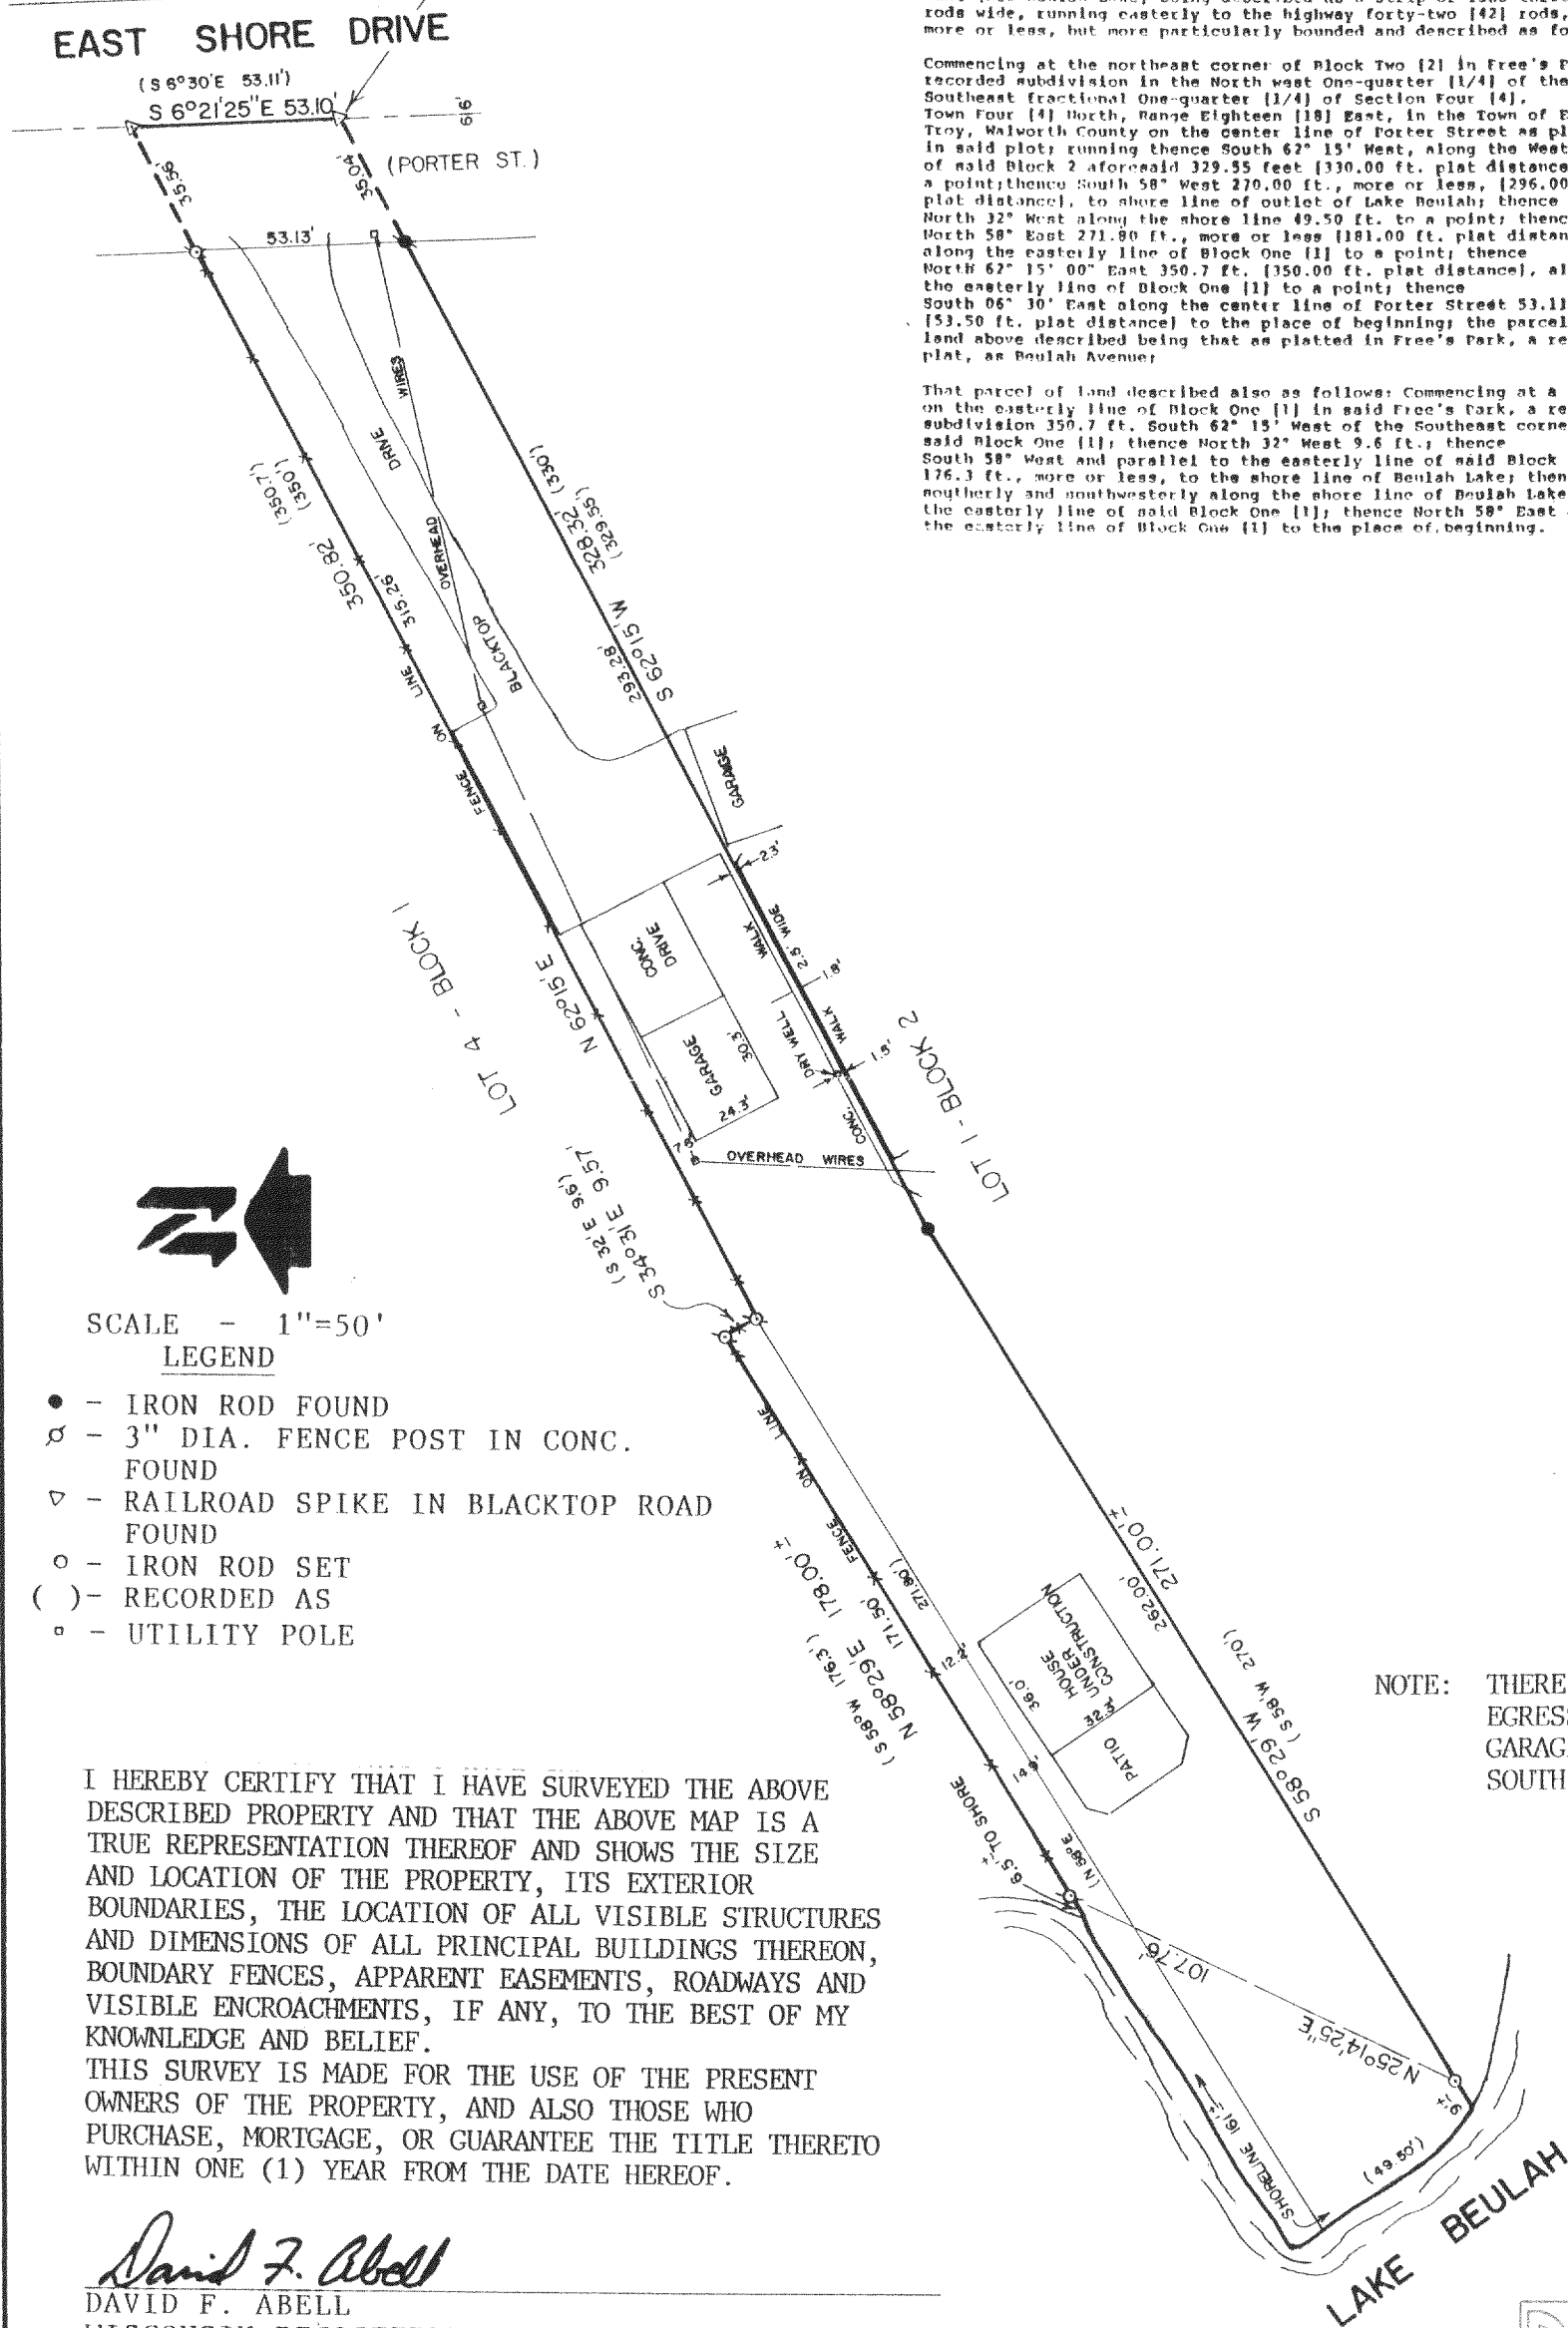 EAST SHORE DRIVE
(S 6°30'E 53.11')
S 6°21'25"E 53.10'
66'
(PORTER ST.)
35.56'
35.04'
53.13'
rods wide, running easterly to the highway forty-two [42] rods,
more or less, but more particularly bounded and described as fo
Commencing at the northeast corner of Block Two [2] in Free's P
recorded subdivision in the North west One-quarter [1/4] of the
Southeast fractional One-quarter [1/4] of Section Four [4],
Town Four [4] North, Range Eighteen [18] East, in the Town of E
Troy, Walworth County on the center line of Porter Street as pl
in said plot; running thence South 62° 15' West, along the West
of said Block 2 aforesaid 329.55 feet [330.00 ft. plat distance
a point;thence South 58° West 270.00 ft., more or less, [296.00
plat distance], to shore line of outlet of Lake Beulah; thence
North 32° West along the shore line 49.50 ft. to a point; thenc
North 58° East 271.80 ft., more or less [181.00 ft. plat distan
along the easterly line of Block One [1] to a point; thence
North 62° 15' 00" East 350.7 ft. [350.00 ft. plat distance], al
the easterly line of Block One [1] to a point; thence
South 06° 30' East along the center line of Porter Street 53.11
[53.50 ft. plat distance] to the place of beginning; the parcel
land above described being that as platted in Free's Park, a re
plat, as Beulah Avenue;
That parcel of land described also as follows: Commencing at a
on the easterly line of Block One [1] in said Free's Park, a re
subdivision 350.7 ft. South 62° 15' West of the Southeast corne
said Block One [1]; thence North 32° West 9.6 ft.; thence
South 58° West and parallel to the easterly line of said Block
176.3 ft., more or less, to the shore line of Beulah Lake; then
southerly and southwesterly along the shore line of Beulah Lake
the easterly line of said Block One [1]; thence North 58° East
the easterly line of Block One [1] to the place of beginning.
WIRES
DRIVE
OVERHEAD
BLACKTOP
(350.7')
(350')
350.82'
315.26'
(330')
(329.55')
328.32'
293.28'
S 62°15'W
FENCE ON LINE
GARAGE
2.3'
CONC.
DRIVE
WALK
2.5' WIDE
1.8'
N 62°15'E
LOT 4 - BLOCK 1
GARAGE
30.3'
24.3'
DRY WELL
WALK
1.5'
CONC.
LOT 1 - BLOCK 2
OVERHEAD WIRES
(S 32'E 9.6')
S 34°31'E 9.57'
SCALE - 1"=50'
LEGEND
● - IRON ROD FOUND
- 3" DIA. FENCE POST IN CONC.
FOUND
▽ - RAILROAD SPIKE IN BLACKTOP ROAD
FOUND
○ - IRON ROD SET
( )- RECORDED AS
▫ - UTILITY POLE
FENCE ON LINE
178.00'±
171.50'
N 58°29'E
(S 58°W 176.3')
(271.80')
HOUSE
UNDER
CONSTRUCTION
36.0'
32.3'
PATIO
14.9'
271.00'±
262.00'
S 58°29'W
(S 58°W 270')
6.5'± TO SHORE
(N 58°E
107.76'
N 25°14'25"E
9'±
SHORELINE 161'±
(49.50')
LAKE BEULAH
NOTE: THERE
EGRES
GARAG
SOUTH
I HEREBY CERTIFY THAT I HAVE SURVEYED THE ABOVE
DESCRIBED PROPERTY AND THAT THE ABOVE MAP IS A
TRUE REPRESENTATION THEREOF AND SHOWS THE SIZE
AND LOCATION OF THE PROPERTY, ITS EXTERIOR
BOUNDARIES, THE LOCATION OF ALL VISIBLE STRUCTURES
AND DIMENSIONS OF ALL PRINCIPAL BUILDINGS THEREON,
BOUNDARY FENCES, APPARENT EASEMENTS, ROADWAYS AND
VISIBLE ENCROACHMENTS, IF ANY, TO THE BEST OF MY
KNOWNLEDGE AND BELIEF.
THIS SURVEY IS MADE FOR THE USE OF THE PRESENT
OWNERS OF THE PROPERTY, AND ALSO THOSE WHO
PURCHASE, MORTGAGE, OR GUARANTEE THE TITLE THERETO
WITHIN ONE (1) YEAR FROM THE DATE HEREOF.
David F. Abell
DAVID F. ABELL